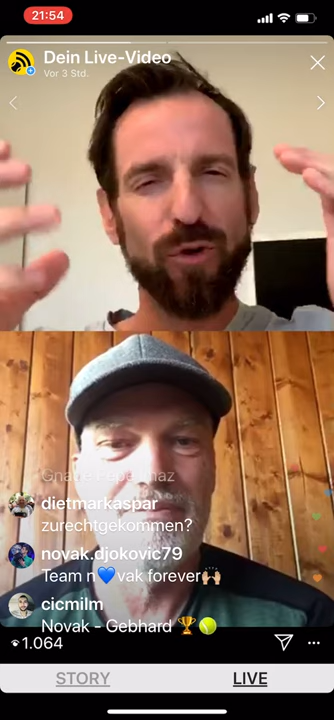 21:54
Dein Live-Video
Vor 3 Std.
dietmarkaspar
zurechtgekommen?
novak.djokovic79
Team n💙vak forever🙌🏼
cicmilm
Novak - Gebhard 🏆🎾
1.064
STORY
LIVE